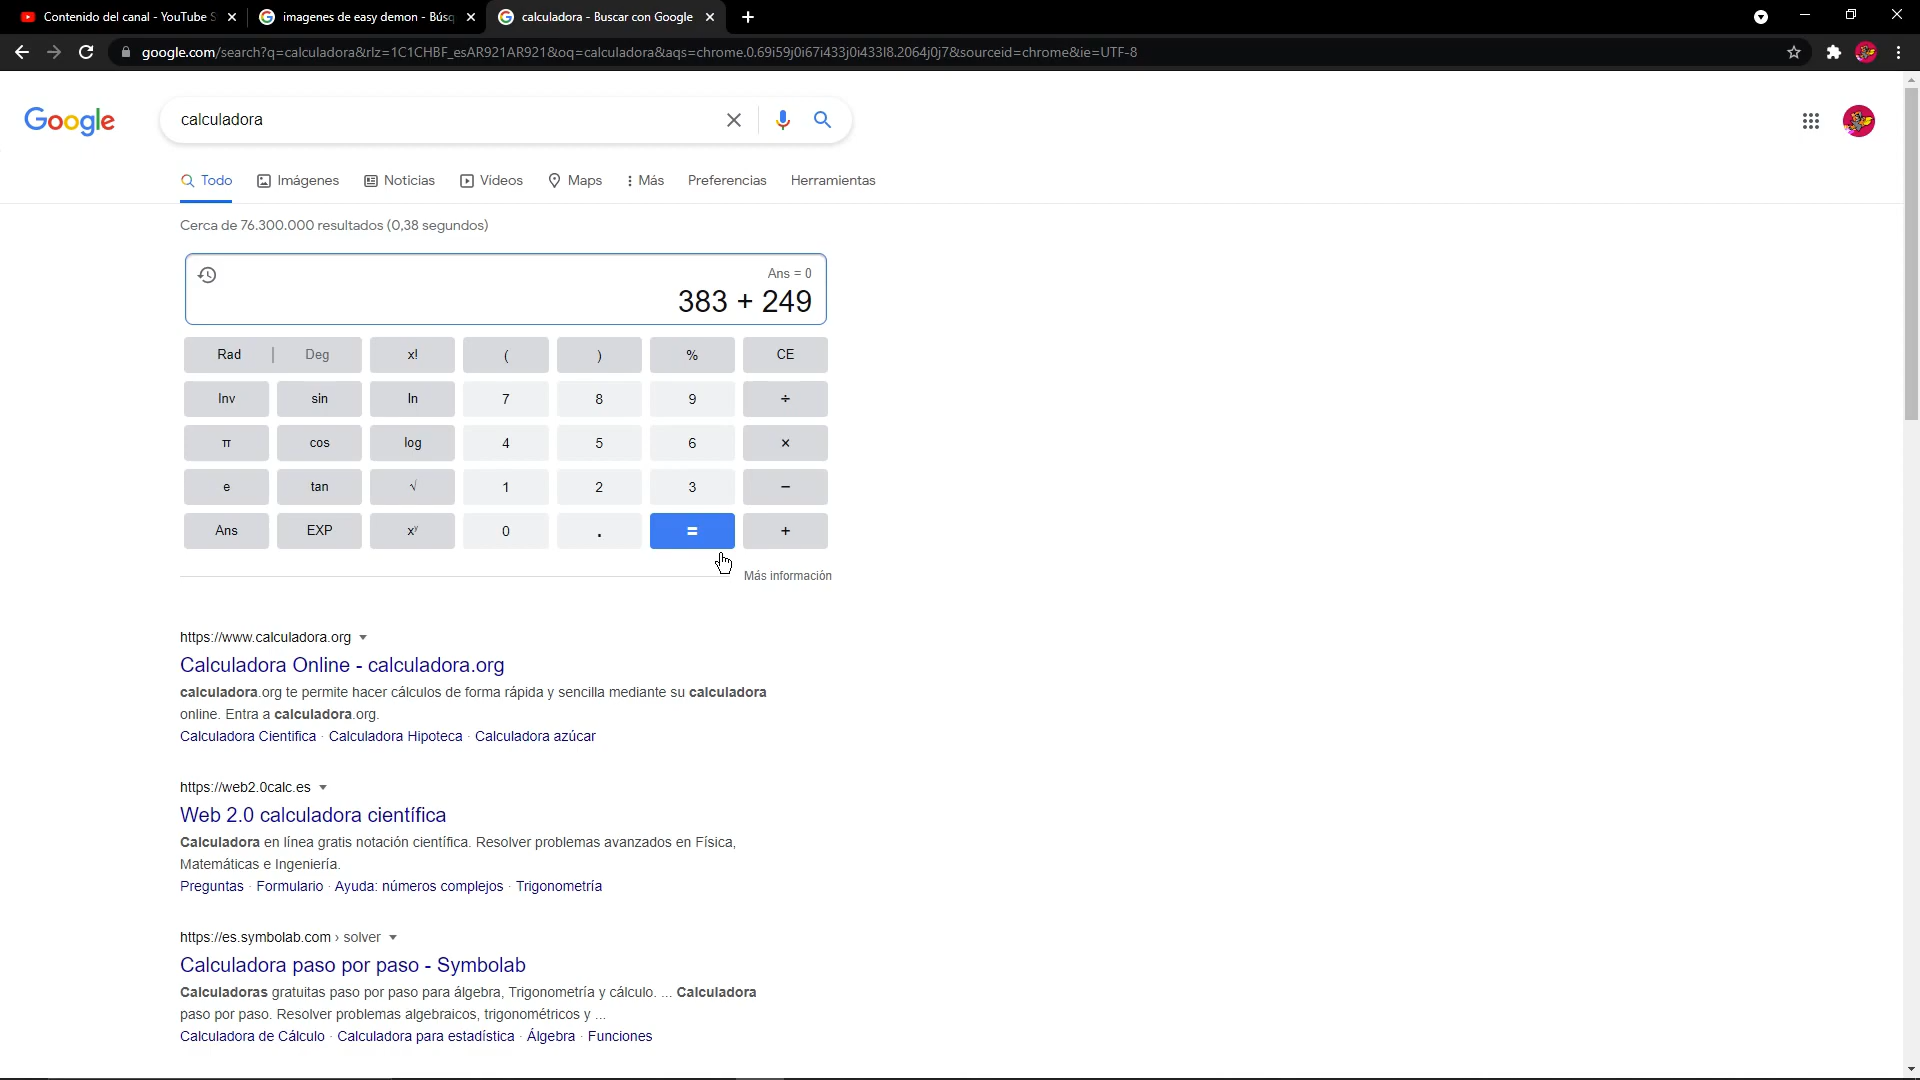 Contenido del canal - YouTube S
imagenes de easy demon - Búsq
calculadora - Buscar con Google
google.com/search?q=calculadora&rlz=1C1CHBF_esAR921AR921&oq=calculadora&aqs=chrome.0.69i59j0i67i433j0i433l8.2064j0j7&sourceid=chrome&ie=UTF-8
Google
calculadora
Todo Imágenes Noticias Videos Maps Más Preferencias Herramientas
Cerca de 76.300.000 resultados (0,38 segundos)
Ans = 0
383 + 249
Rad | Deg x! ( ) % CE
Inv sin ln 7 8 9 ÷
π cos log 4 5 6 ×
e tan √ 1 2 3 −
Ans EXP xʸ 0 . = +
Más información
https://www.calculadora.org
Calculadora Online - calculadora.org
calculadora.org te permite hacer cálculos de forma rápida y sencilla mediante su calculadora
online. Entra a calculadora.org.
Calculadora Cientifica · Calculadora Hipoteca · Calculadora azúcar
https://web2.0calc.es
Web 2.0 calculadora científica
Calculadora en línea gratis notación científica. Resolver problemas avanzados en Física,
Matemáticas e Ingeniería.
Preguntas · Formulario · Ayuda: números complejos · Trigonometría
https://es.symbolab.com › solver
Calculadora paso por paso - Symbolab
Calculadoras gratuitas paso por paso para álgebra, Trigonometría y cálculo. ... Calculadora
paso por paso. Resolver problemas algebraicos, trigonométricos y ...
Calculadora de Cálculo · Calculadora para estadística · Álgebra · Funciones